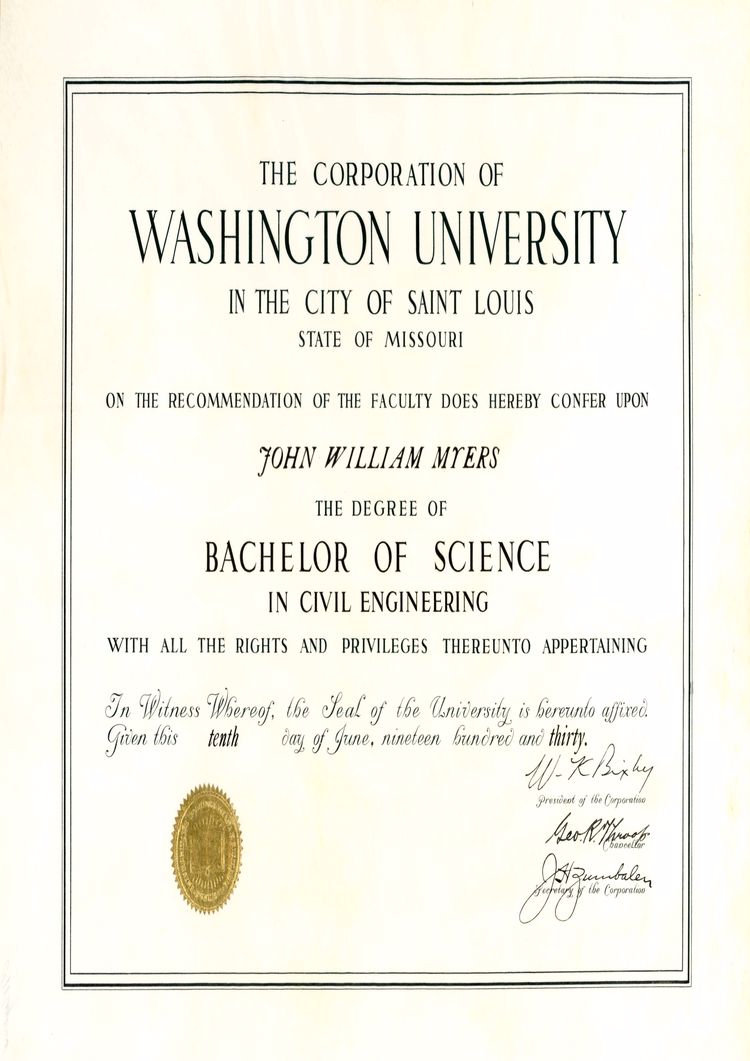 THE CORPORATION OF
WASHINGTON UNIVERSITY
IN THE CITY OF SAINT LOUIS
STATE OF MISSOURI
ON THE RECOMMENDATION OF THE FACULTY DOES HEREBY CONFER UPON
JOHN WILLIAM MYERS
THE DEGREE OF
BACHELOR OF SCIENCE
IN CIVIL ENGINEERING
WITH ALL THE RIGHTS AND PRIVILEGES THEREUNTO APPERTAINING
In Witness Whereof, the Seal of the University is hereunto affixed.
Given this tenth day of June, nineteen hundred and thirty.
W. K Bixby
President of the Corporation
Geo. R. Throop
Chancellor
J H Zumbalen
Secretary of the Corporation